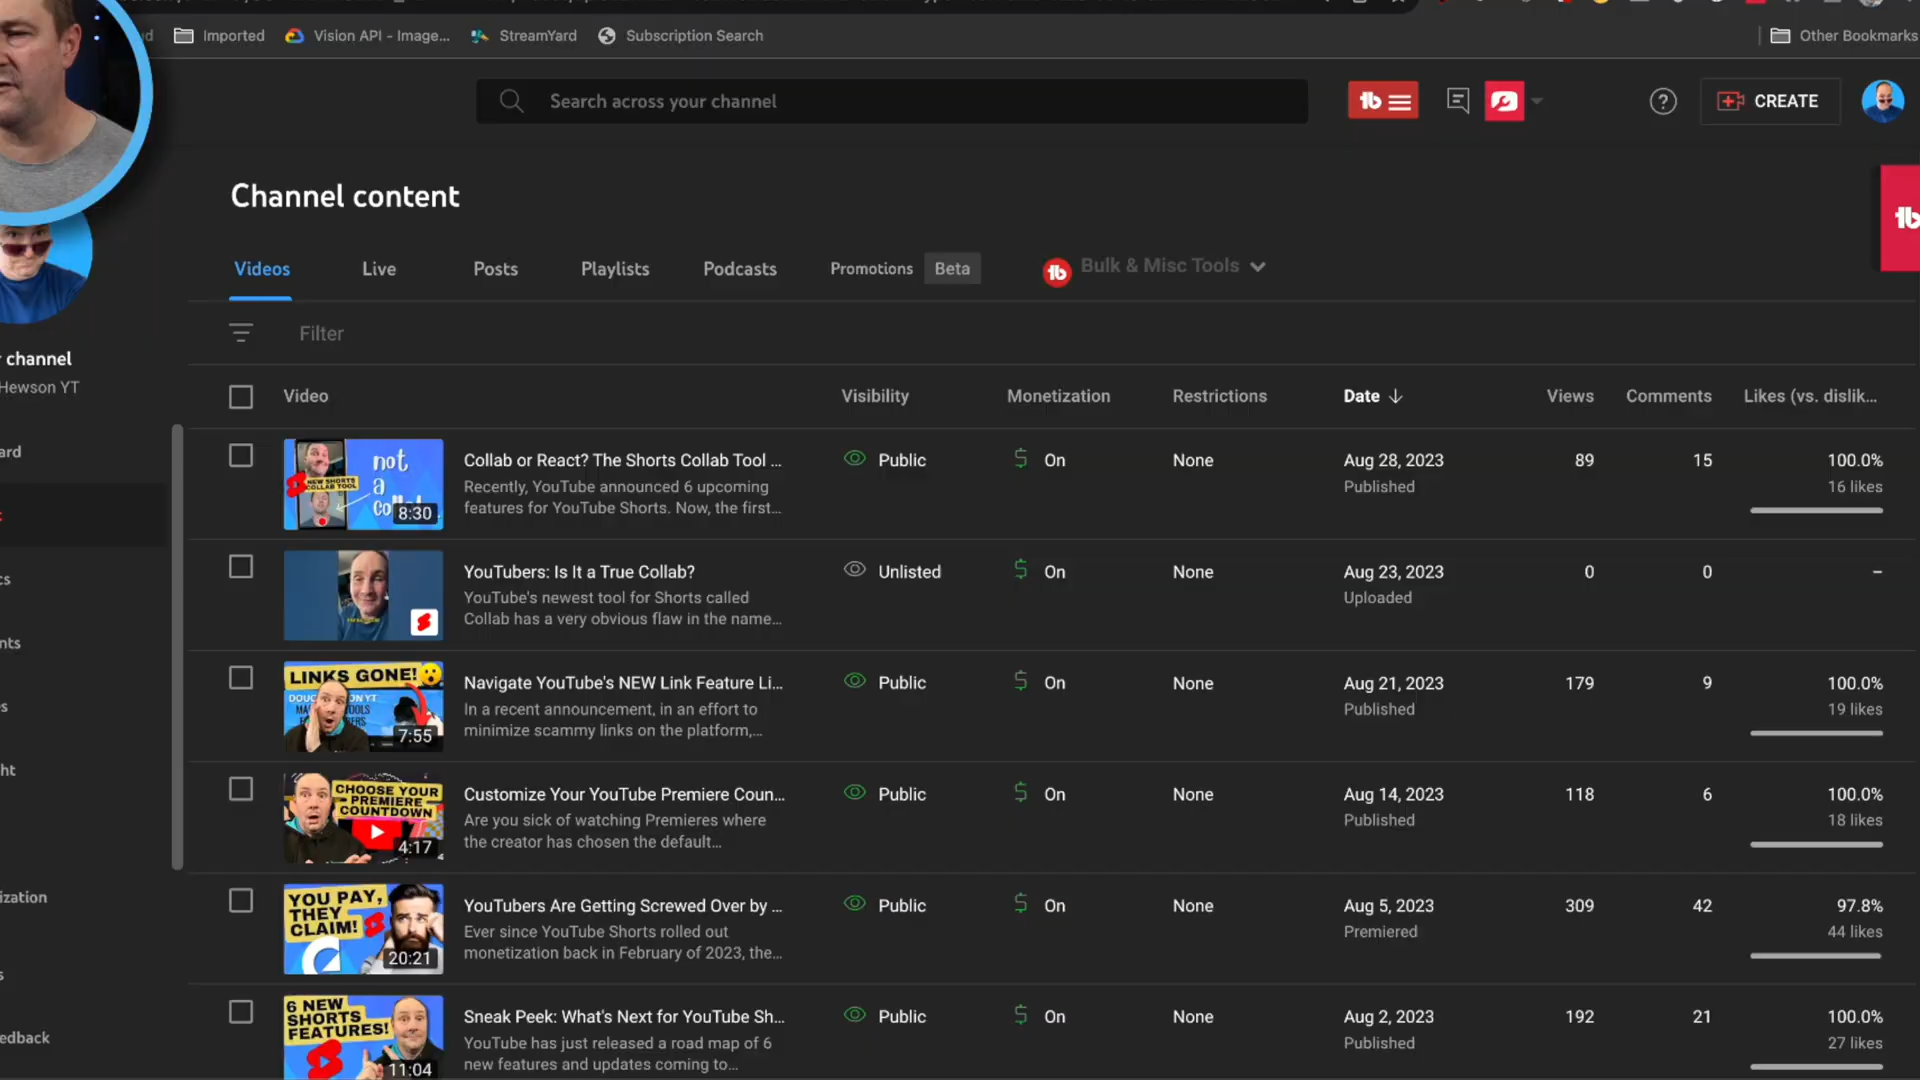 Imported
Vision API - Image...
StreamYard
Subscription Search
Other Bookmarks
Search across your channel
CREATE
Channel content
Videos
Live
Posts
Playlists
Podcasts
Promotions
Beta
Bulk & Misc Tools
Filter
channel
Hewson YT
Video
Visibility
Monetization
Restrictions
Date
Views
Comments
Likes (vs. dislik...
not
a
NEW SHORTS
COLLAB TOOL
8:30
Collab or React? The Shorts Collab Tool ...
Recently, YouTube announced 6 upcoming
features for YouTube Shorts. Now, the first...
Public
On
None
Aug 28, 2023
Published
89
15
100.0%
16 likes
YouTubers: Is It a True Collab?
YouTube's newest tool for Shorts called
Collab has a very obvious flaw in the name...
Unlisted
On
None
Aug 23, 2023
Uploaded
0
0
–
LINKS GONE!
7:55
Navigate YouTube's NEW Link Feature Li...
In a recent announcement, in an effort to
minimize scammy links on the platform,...
Public
On
None
Aug 21, 2023
Published
179
9
100.0%
19 likes
CHOOSE YOUR
PREMIERE
COUNTDOWN
4:17
Customize Your YouTube Premiere Coun...
Are you sick of watching Premieres where
the creator has chosen the default...
Public
On
None
Aug 14, 2023
Published
118
6
100.0%
18 likes
YOU PAY,
THEY
CLAIM!
20:21
YouTubers Are Getting Screwed Over by ...
Ever since YouTube Shorts rolled out
monetization back in February of 2023, the...
Public
On
None
Aug 5, 2023
Premiered
309
42
97.8%
44 likes
6 NEW
SHORTS
FEATURES!
11:04
Sneak Peek: What's Next for YouTube Sh...
YouTube has just released a road map of 6
new features and updates coming to...
Public
On
None
Aug 2, 2023
Published
192
21
100.0%
27 likes